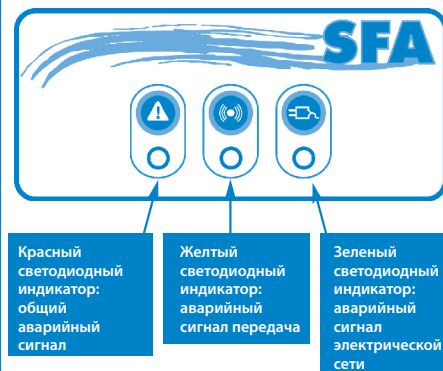 SFA
Красный
светодиодный
индикатор:
общий
аварийный
сигнал
Желтый
светодиодный
индикатор:
аварийный
сигнал передача
Зеленый
светодиодный
индикатор:
аварийный
сигнал
электрической
сети